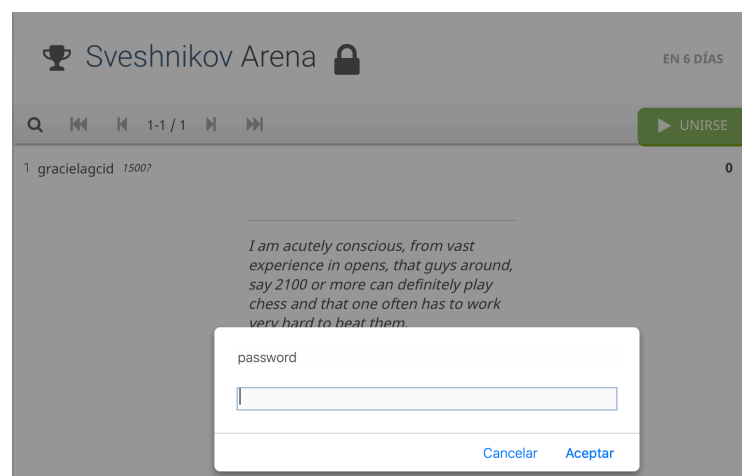 Sveshnikov Arena
EN 6 DÍAS
1-1 / 1
UNIRSE
1 gracielagcid 1500?
0
I am acutely conscious, from vast
experience in opens, that guys around,
say 2100 or more can definitely play
chess and that one often has to work
very hard to beat them.
password
Cancelar
Aceptar